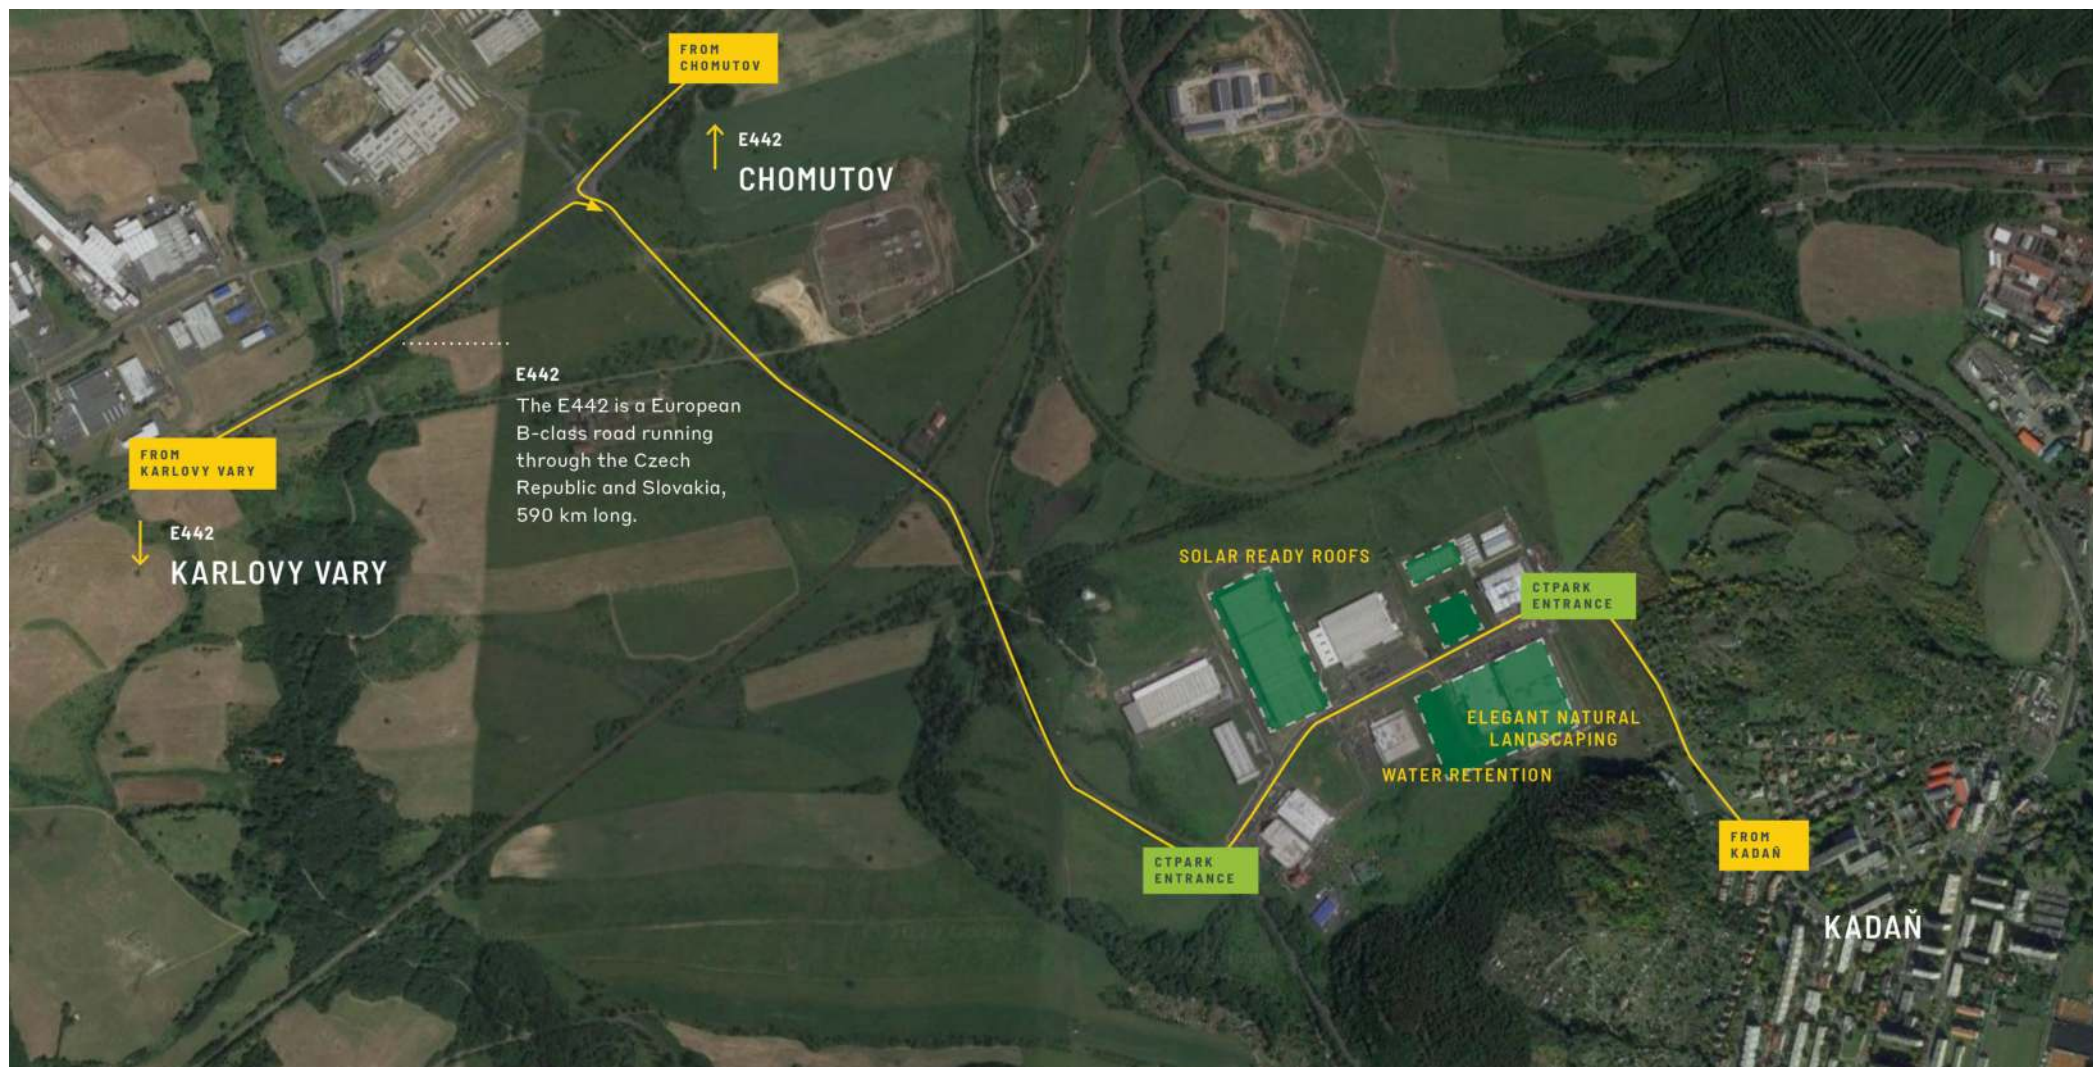 FROM
CHOMUTOV
E442
CHOMUTOV
E442
The E442 is a European
B-class road running
through the Czech
Republic and Slovakia,
590 km long.
FROM
KARLOVY VARY
E442
KARLOVY VARY
SOLAR READY ROOFS
CTPARK
ENTRANCE
ELEGANT NATURAL
LANDSCAPING
WATER RETENTION
CTPARK
ENTRANCE
FROM
KADAŇ
KADAŇ